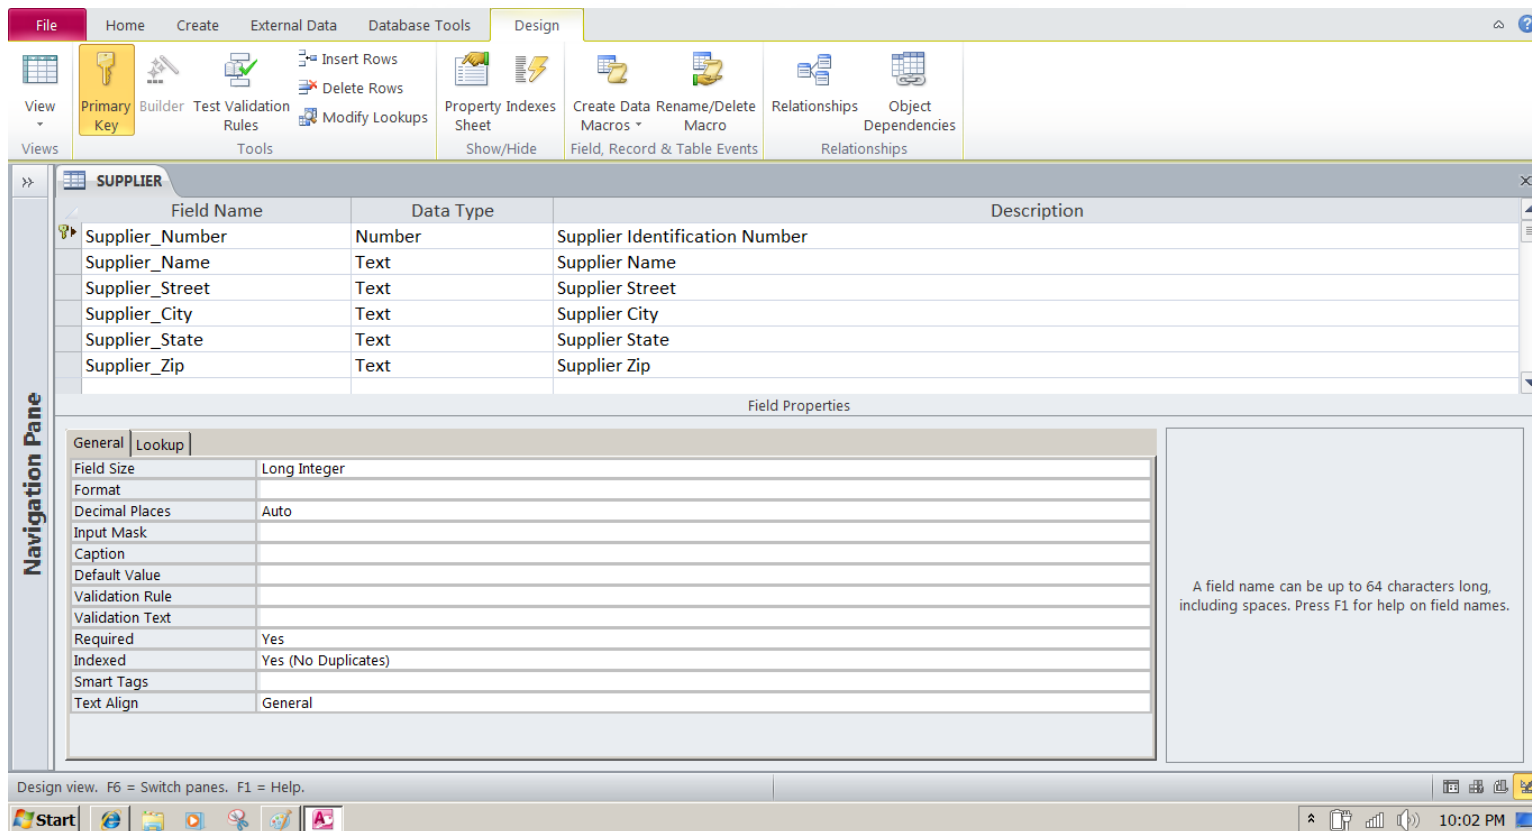 File Home Create External Data Database Tools Design
View
Primary Key
Builder
Test Validation Rules
Insert Rows
Delete Rows
Modify Lookups
Property Sheet
Indexes
Create Data Macros
Rename/Delete Macro
Relationships
Object Dependencies
Views Tools Show/Hide Field, Record & Table Events Relationships
SUPPLIER
Field Name Data Type Description
Supplier_Number Number Supplier Identification Number
Supplier_Name Text Supplier Name
Supplier_Street Text Supplier Street
Supplier_City Text Supplier City
Supplier_State Text Supplier State
Supplier_Zip Text Supplier Zip
Navigation Pane
Field Properties
General Lookup
Field Size Long Integer
Format
Decimal Places Auto
Input Mask
Caption
Default Value
Validation Rule
Validation Text
Required Yes
Indexed Yes (No Duplicates)
Smart Tags
Text Align General
A field name can be up to 64 characters long,
including spaces. Press F1 for help on field names.
Design view. F6 = Switch panes. F1 = Help.
Start 10:02 PM